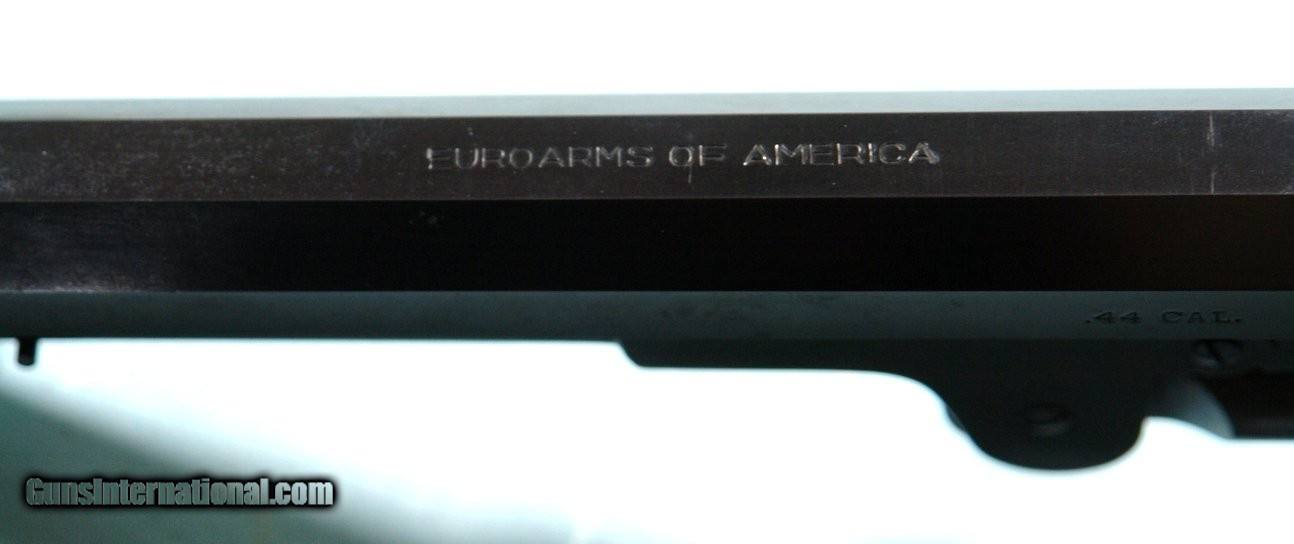 EUROARMS OF AMERICA
.44 CAL.
GunsInternational.com